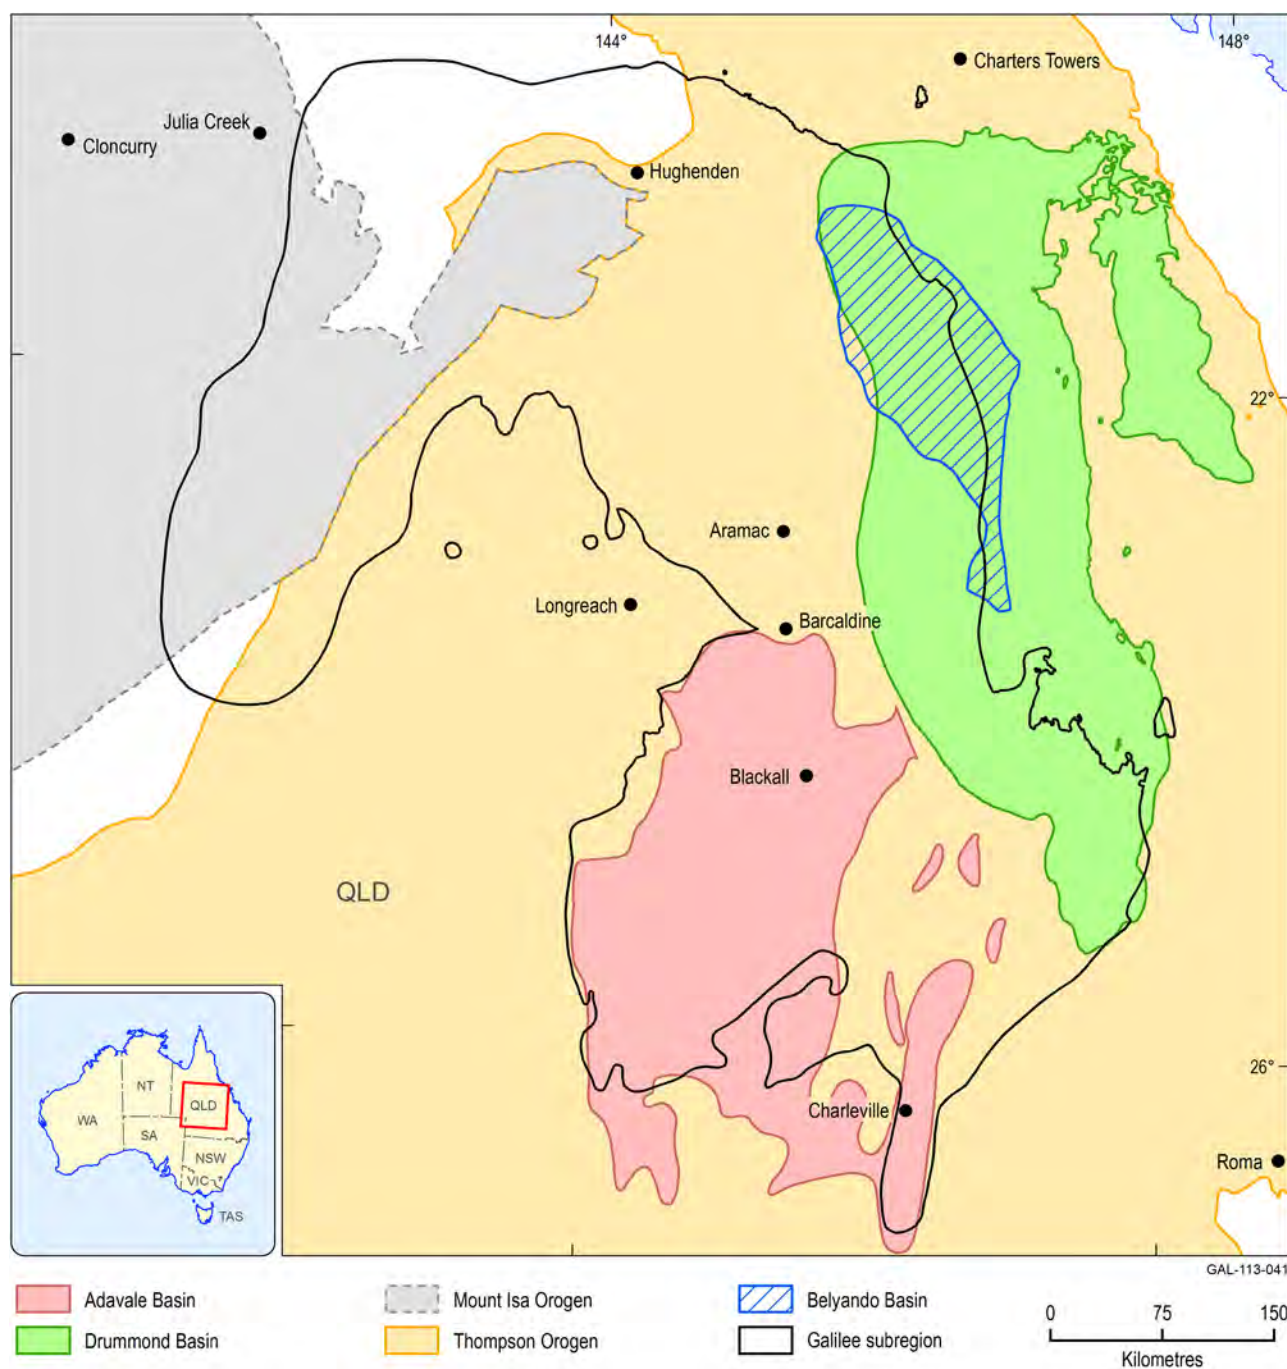 144°
148°
Charters Towers
Julia Creek
Cloncurry
Hughenden
22°
Aramac
Longreach
Barcaldine
Blackall
QLD
26°
Charleville
Roma
NT
QLD
WA
SA
NSW
VIC
TAS
GAL-113-041
Adavale Basin
Mount Isa Orogen
Belyando Basin
0 75 150
Drummond Basin
Thompson Orogen
Galilee subregion
Kilometres